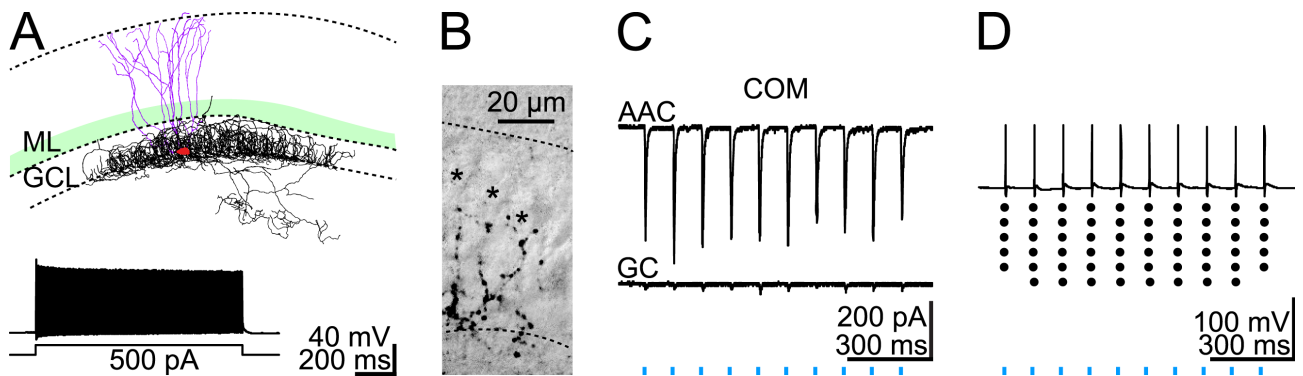 A
ML
GCL
40 mV
200 ms
500 pA
B
20 µm
*
*
*
C
COM
AAC
GC
200 pA
300 ms
D
100 mV
300 ms